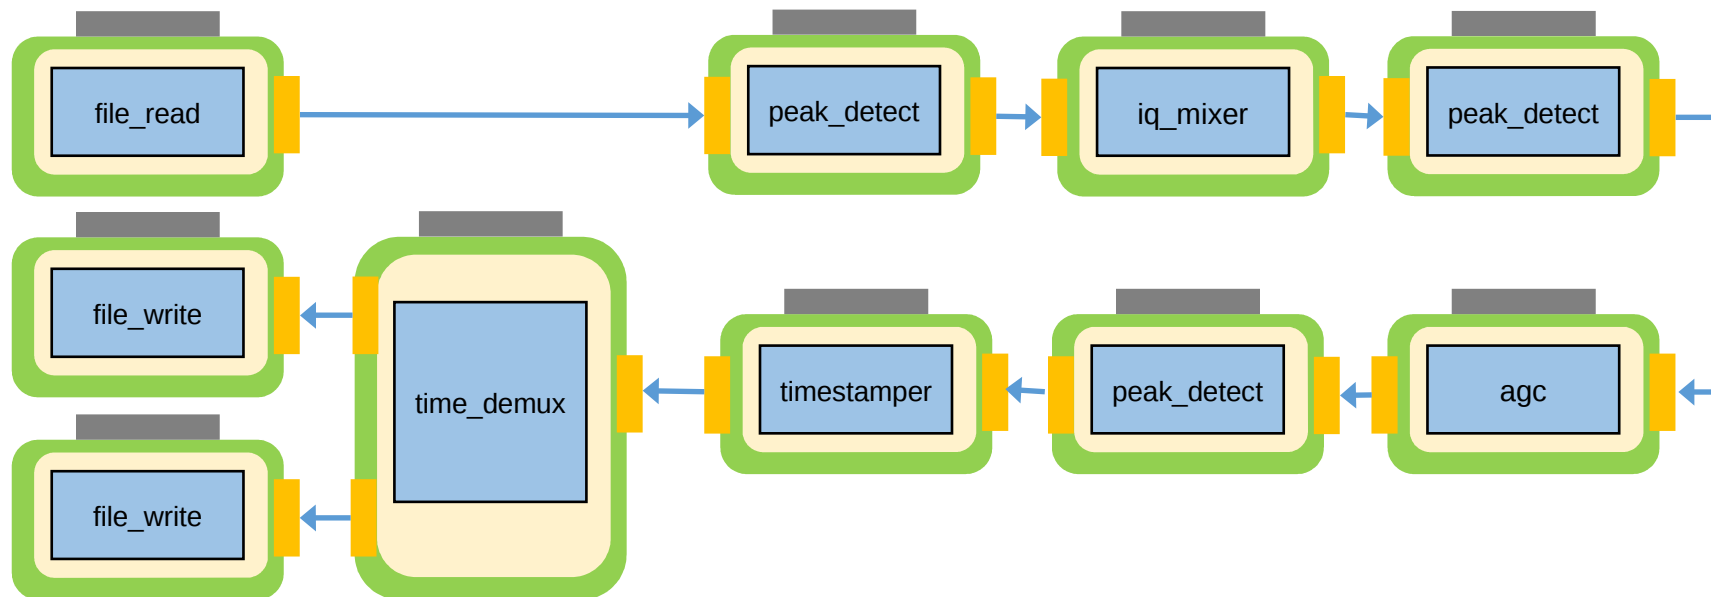 file_read
peak_detect
iq_mixer
peak_detect
file_write
time_demux
timestamper
peak_detect
agc
file_write